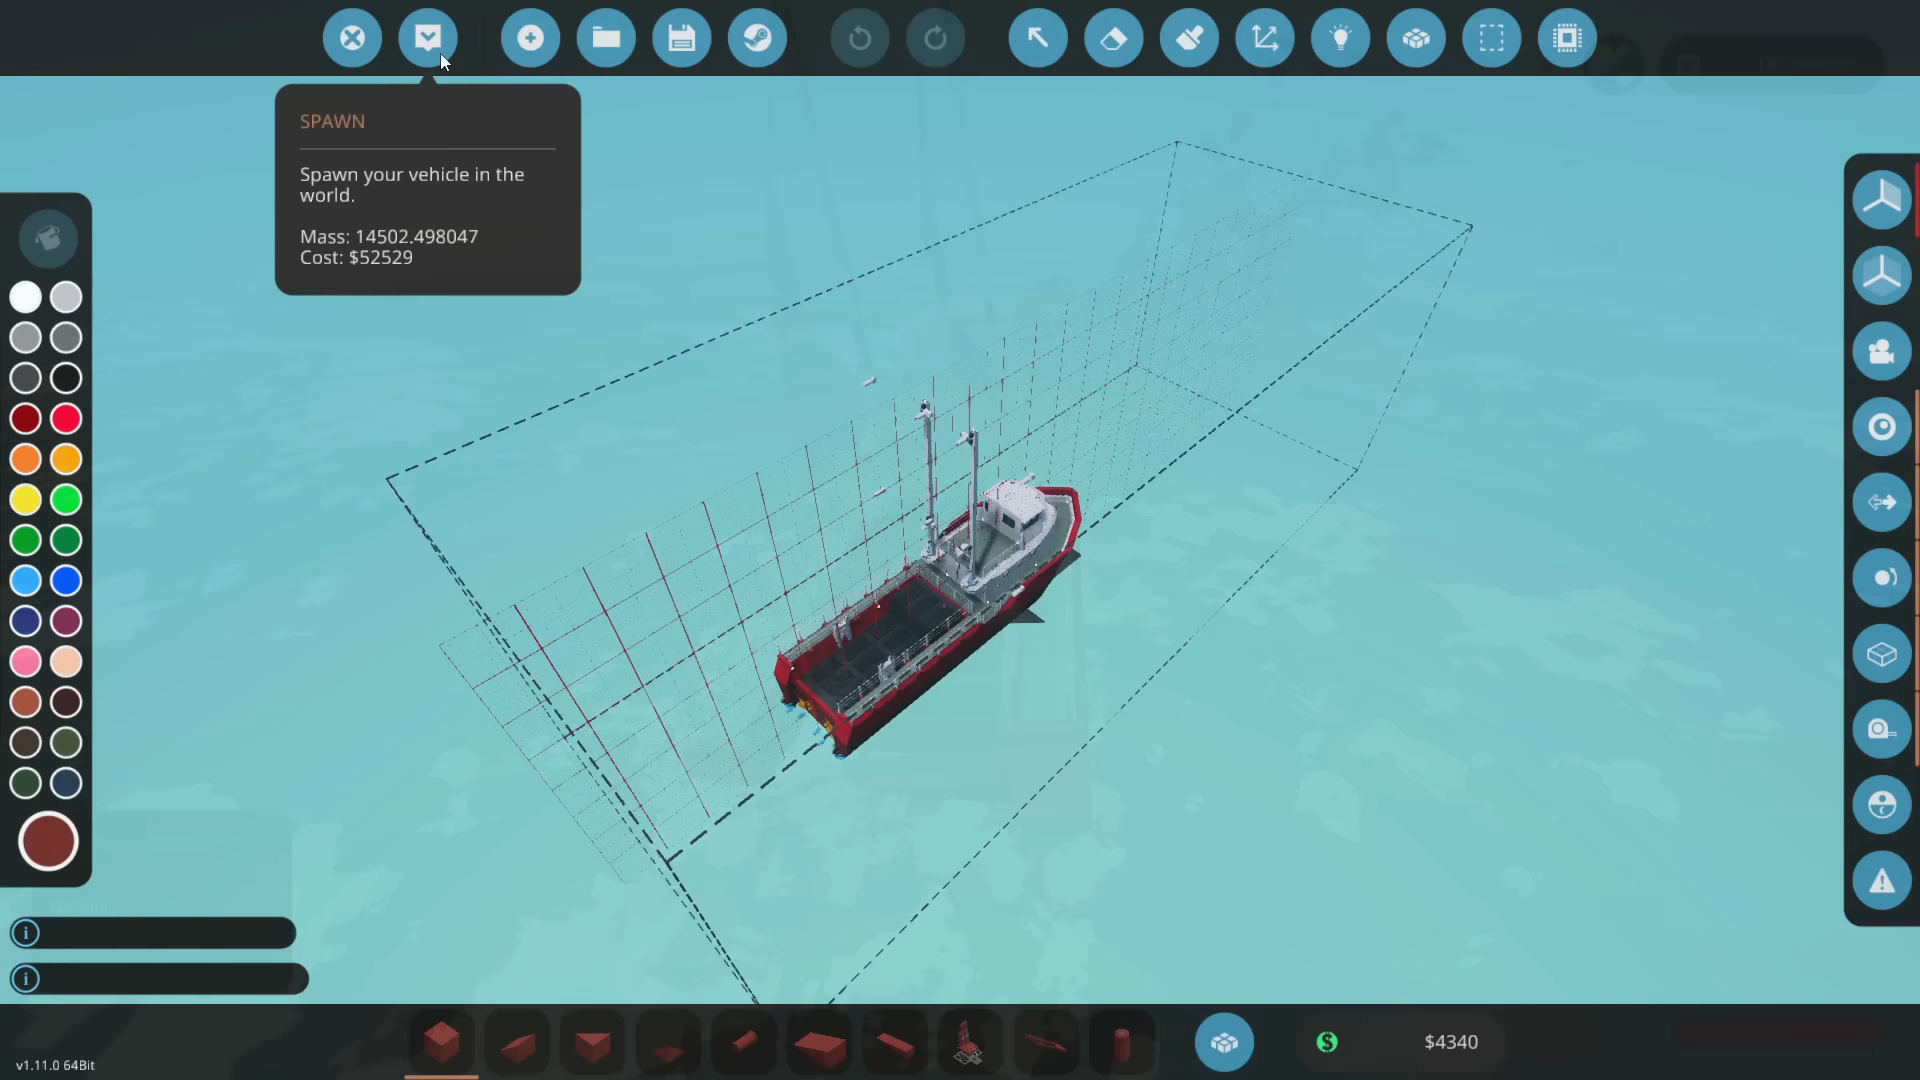 SPAWN
Spawn your vehicle in the
world.
Mass: 14502.498047
Cost: $52529
$4340
v1.11.0 64Bit